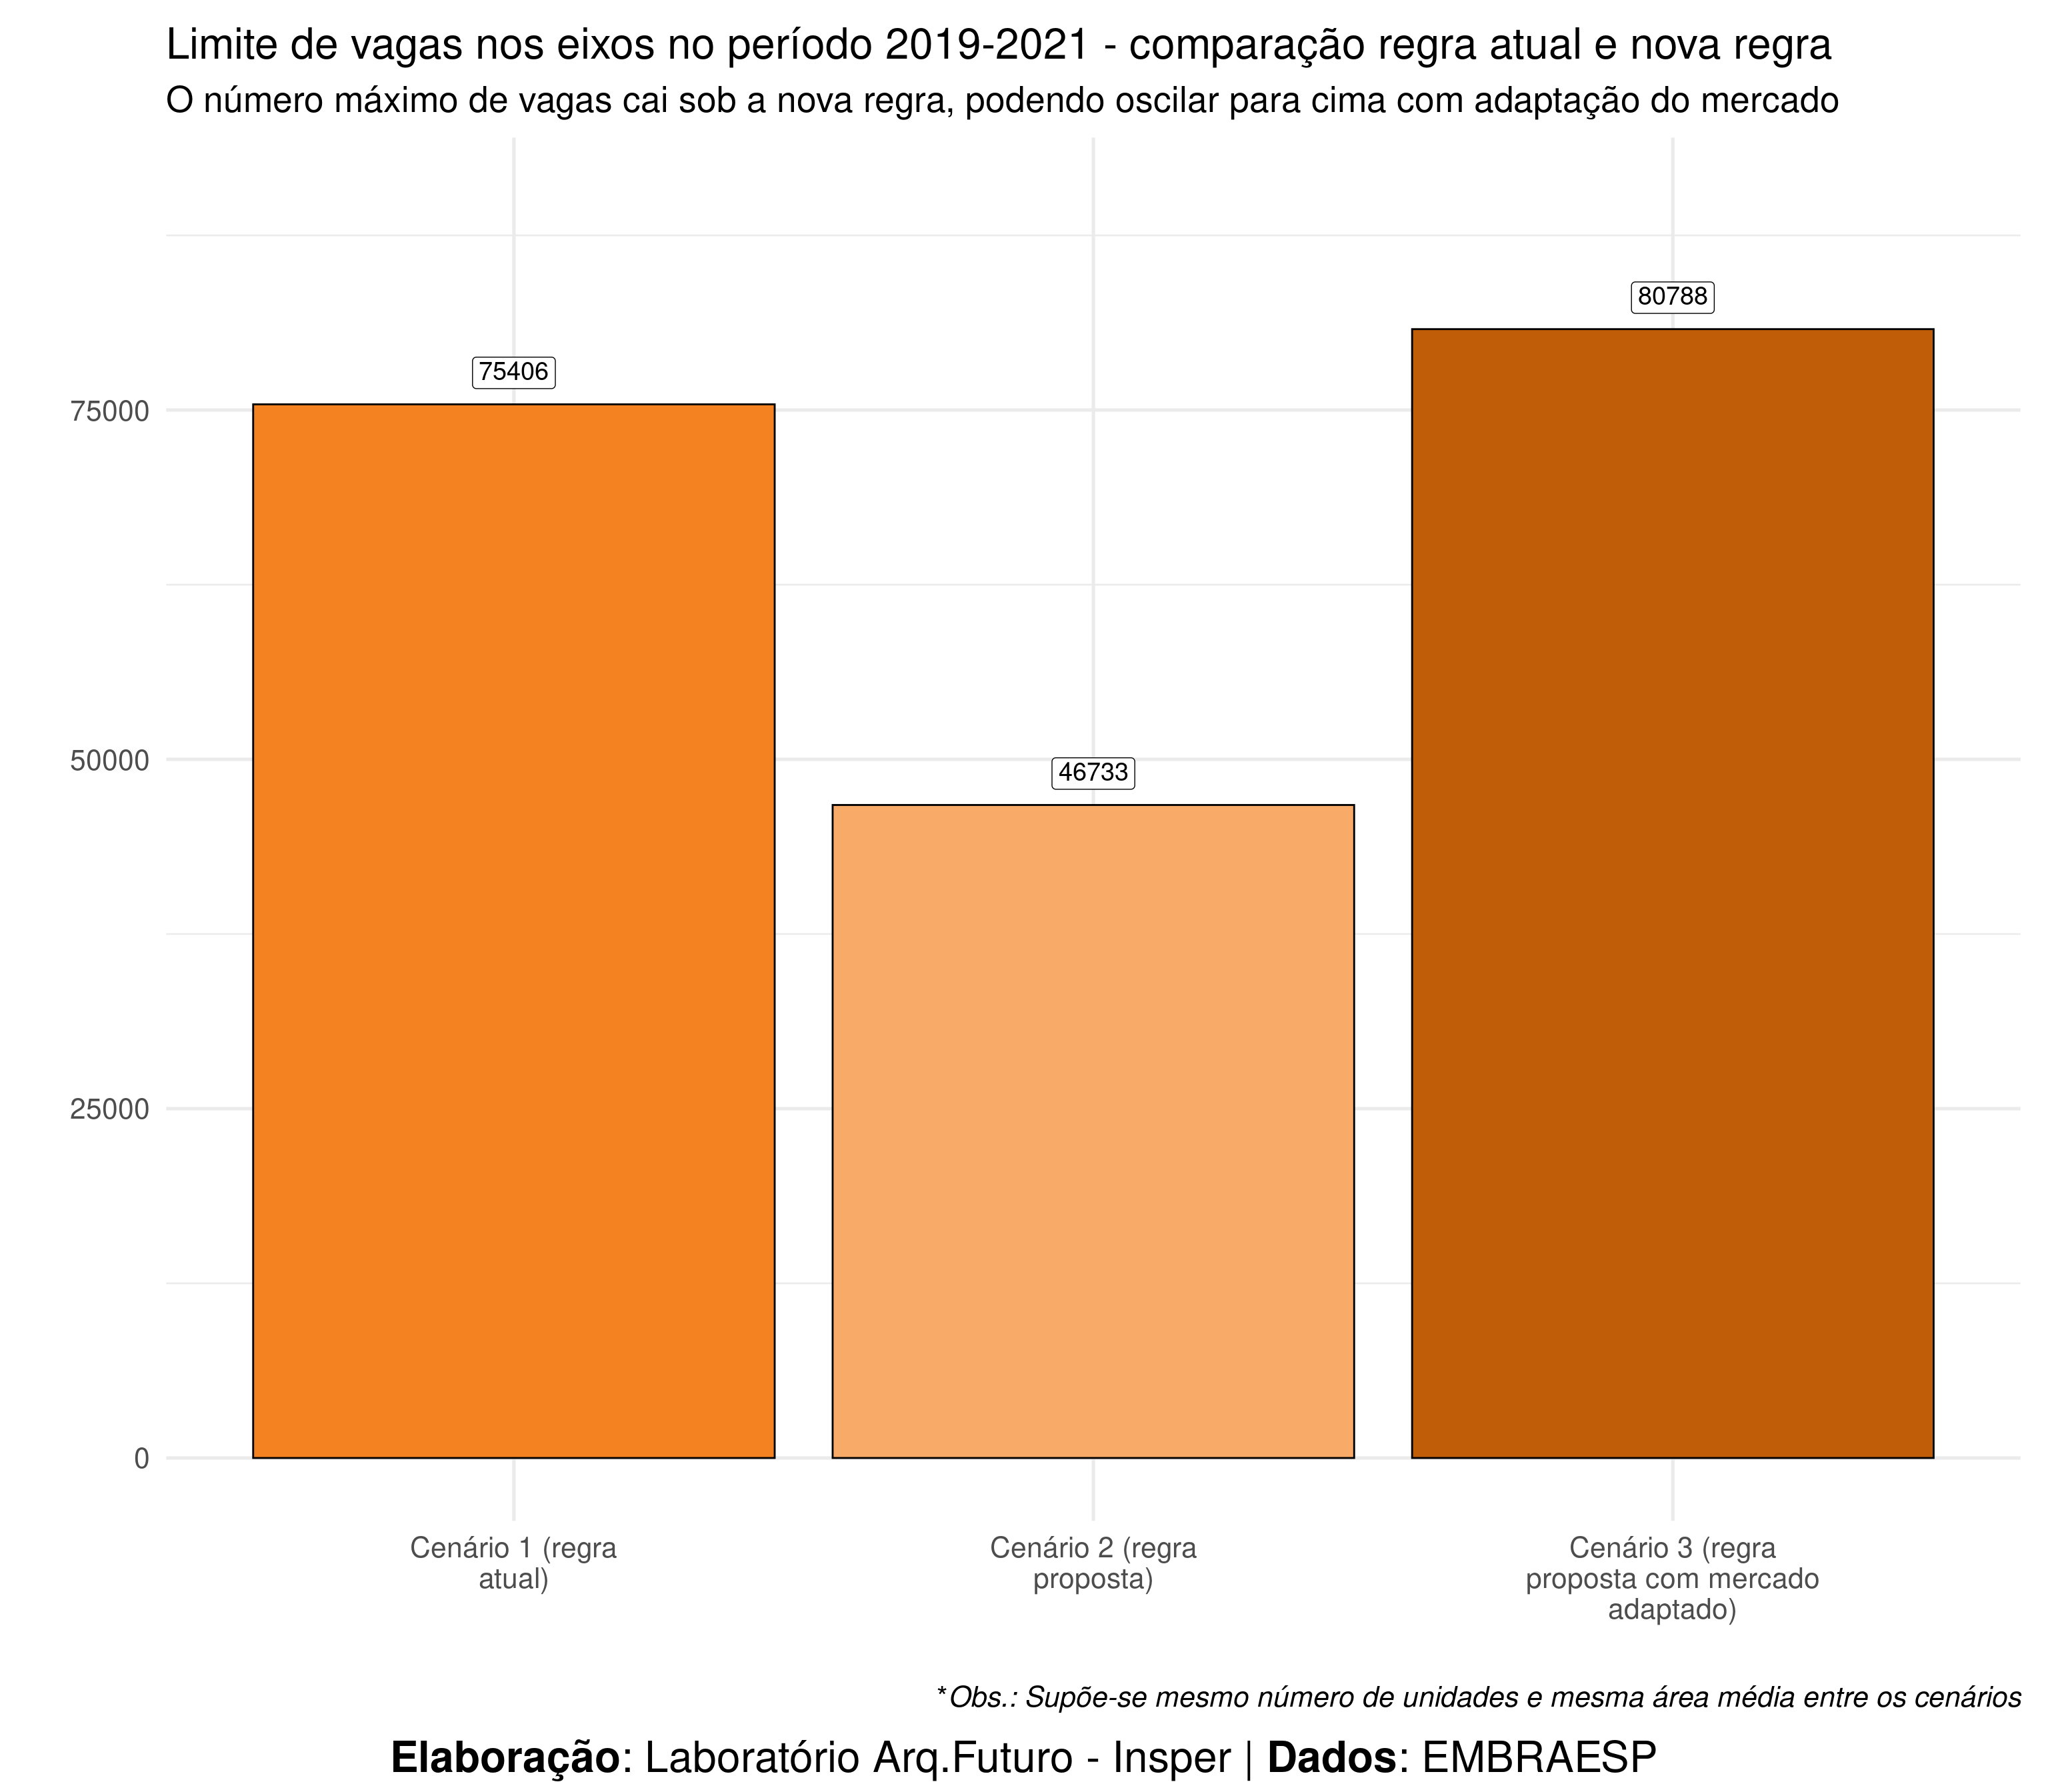 Limite de vagas nos eixos no período 2019-2021 - comparação regra atual e nova regra
O número máximo de vagas cai sob a nova regra, podendo oscilar para cima com adaptação do mercado
80788
75406
75000
50000
46733
25000
0
Cenário 1 (regra
atual)
Cenário 2 (regra
proposta)
Cenário 3 (regra
proposta com mercado
adaptado)
*Obs.: Supõe-se mesmo número de unidades e mesma área média entre os cenários
Elaboração: Laboratório Arq.Futuro - Insper | Dados: EMBRAESP